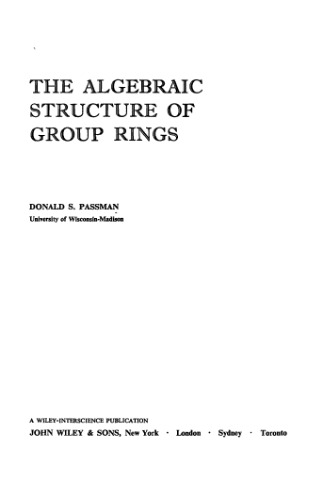 THE ALGEBRAIC
STRUCTURE OF
GROUP RINGS
DONALD S. PASSMAN
University of Wisconsin-Madison
A WILEY-INTERSCIENCE PUBLICATION
JOHN WILEY & SONS, New York · London · Sydney · Toronto